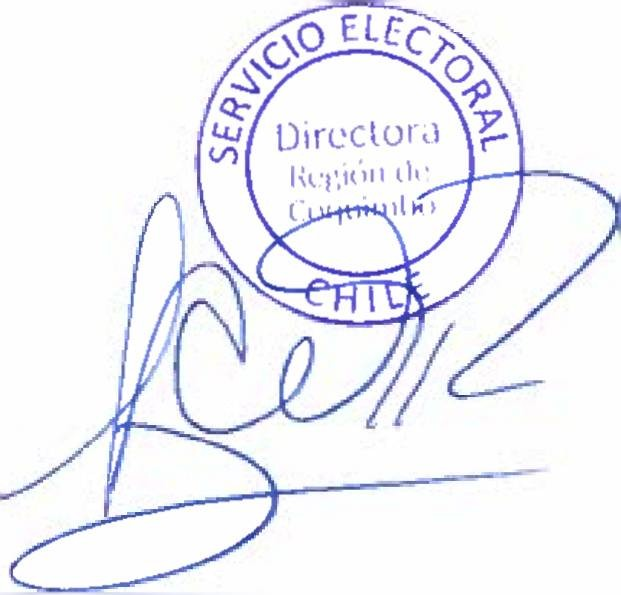 SERVICIO ELECTORAL
Directora
Región de
Coquimbo
CHILE